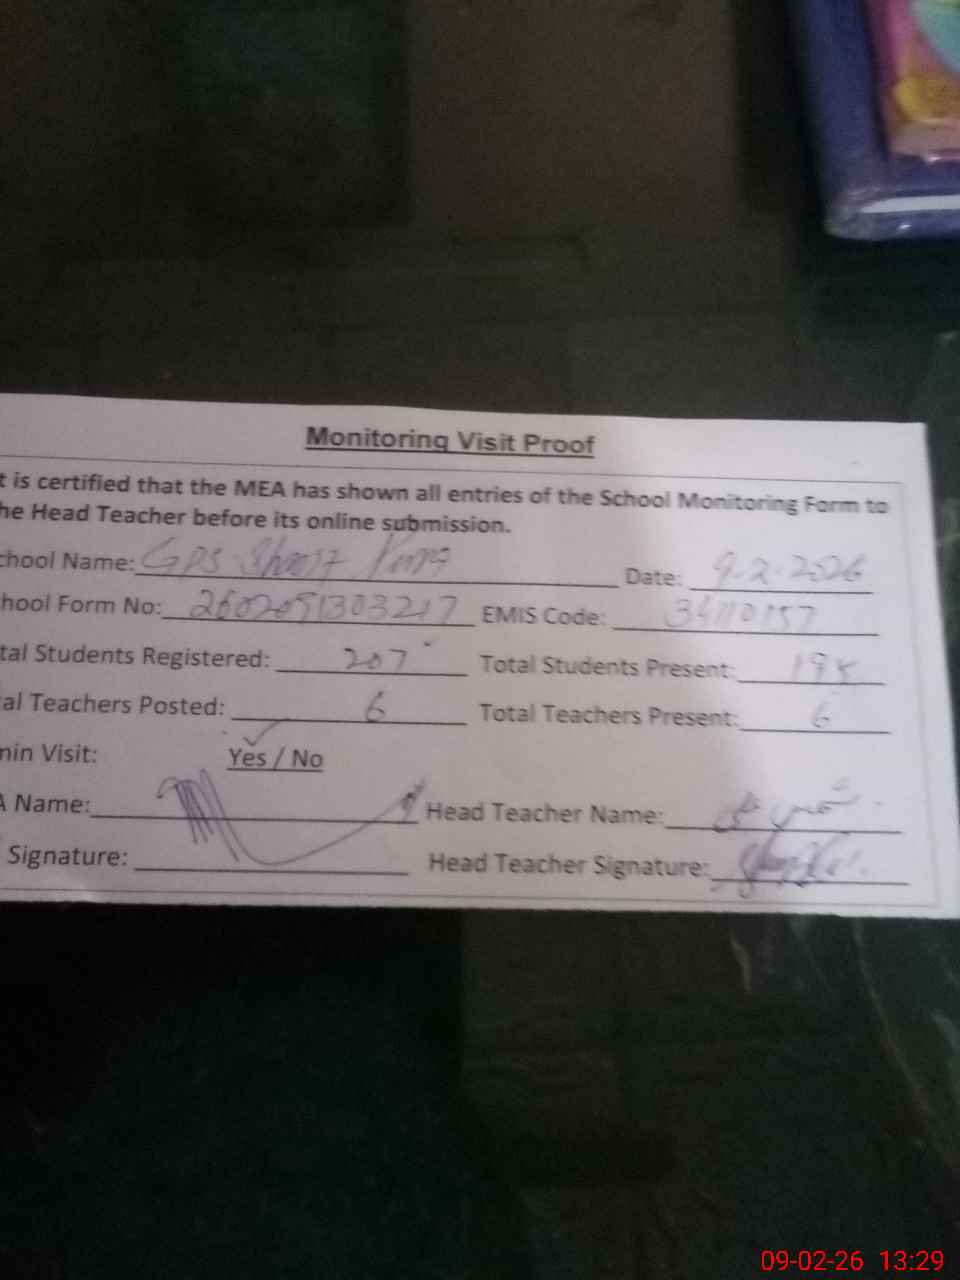 Monitoring Visit Proof
t is certified that the MEA has shown all entries of the School Monitoring Form to
he Head Teacher before its online submission.
chool Name: GPS Date: 9-2-2026
hool Form No: 2602091303217 EMIS Code: 34110157
tal Students Registered: 207 Total Students Present: 19
al Teachers Posted: 6 Total Teachers Present: 6
min Visit: Yes / No
A Name: Head Teacher Name:
Signature: Head Teacher Signature:
09-02-26 13:29